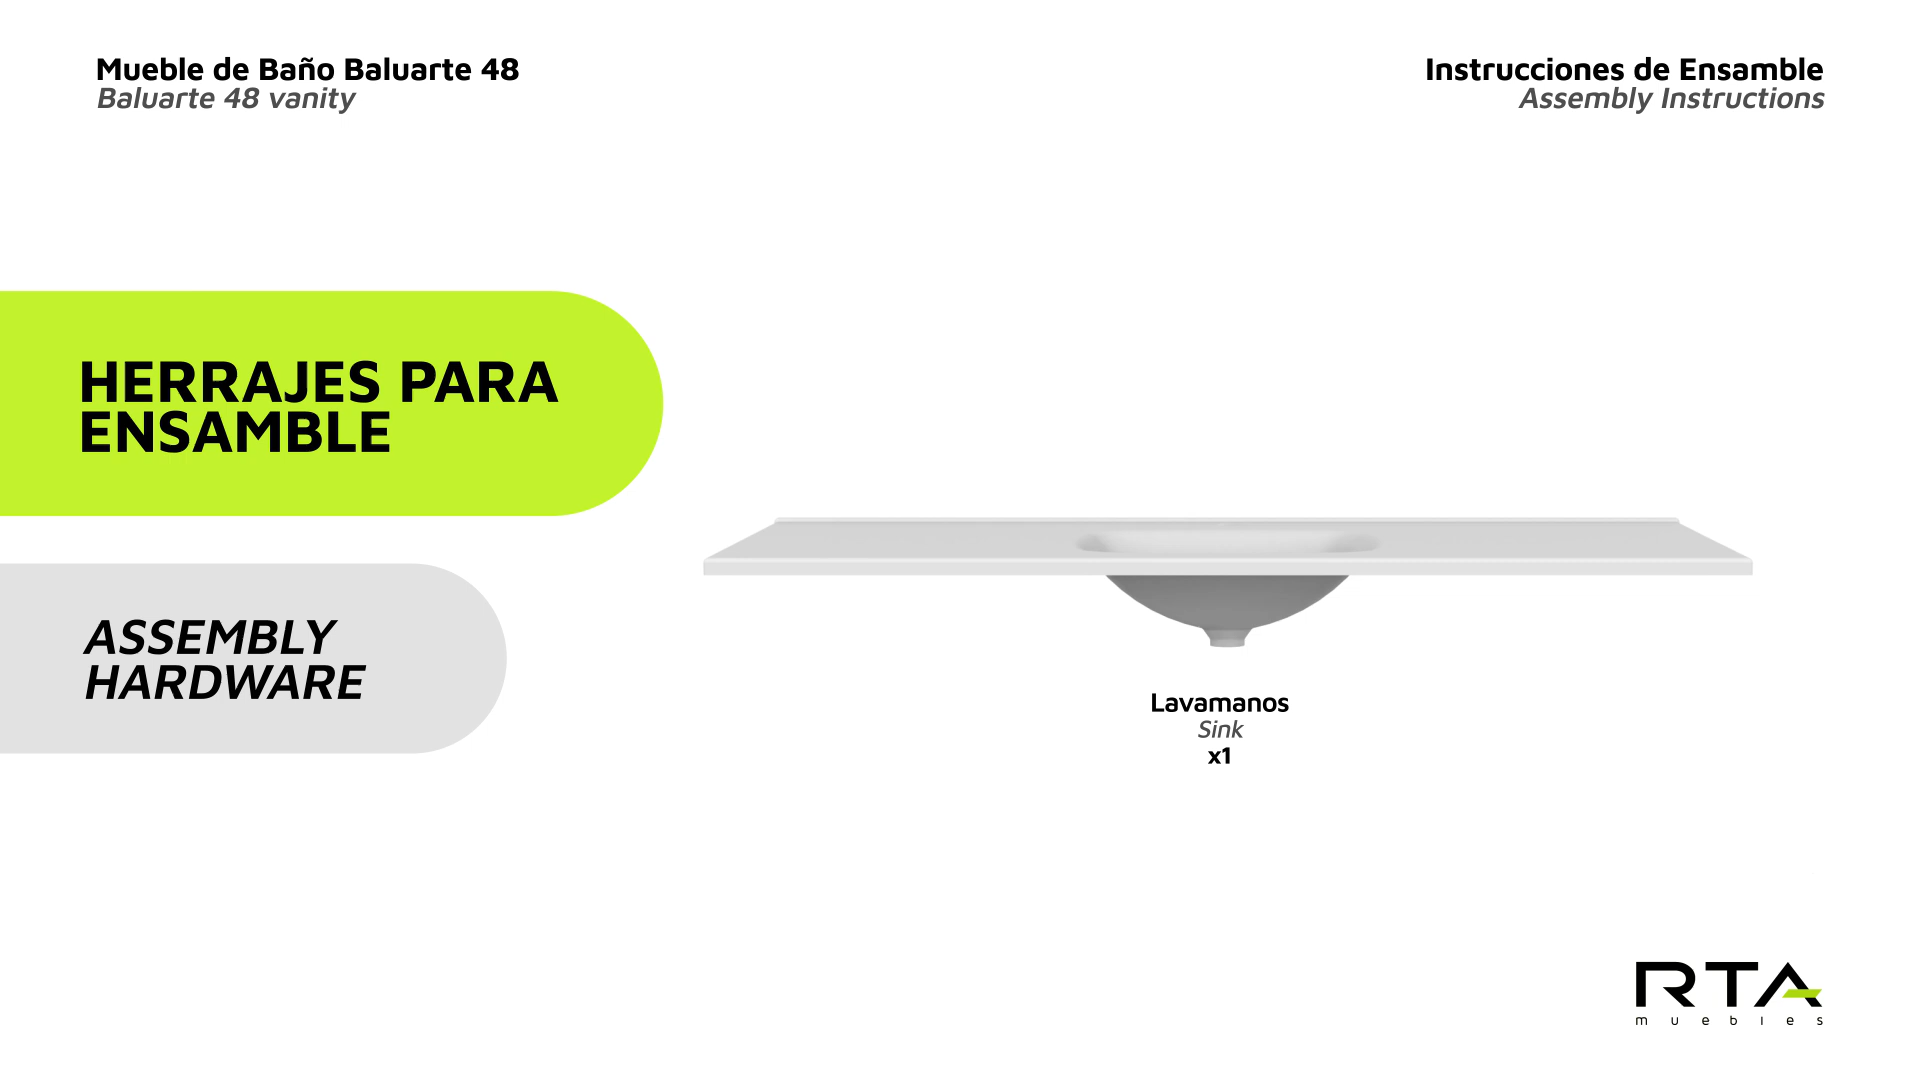 Mueble de Baño Baluarte 48
Baluarte 48 vanity
Instrucciones de Ensamble
Assembly Instructions
HERRAJES PARA
ENSAMBLE
ASSEMBLY
HARDWARE
Lavamanos
Sink
x1
RTA
muebles